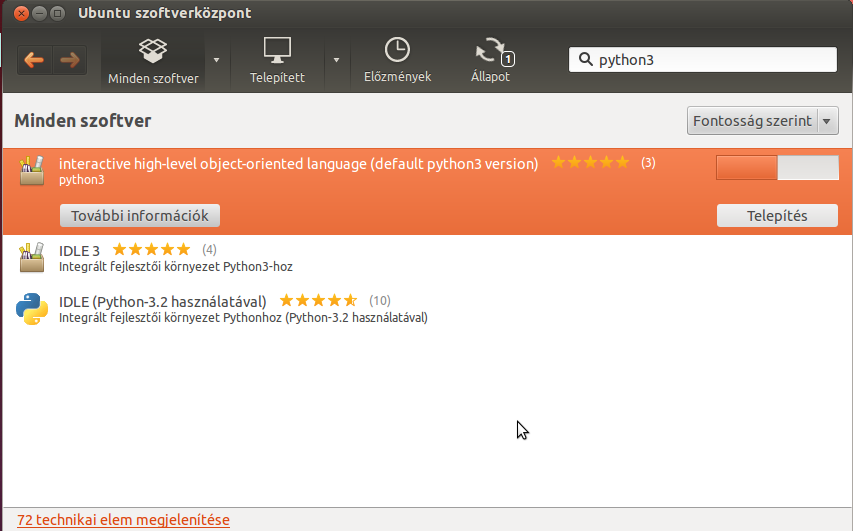 Ubuntu szoftverközpont
Minden szoftver
Telepített
Előzmények
Állapot
1
python3
Minden szoftver
Fontosság szerint
interactive high-level object-oriented language (default python3 version) (3)
python3
További információk
Telepítés
IDLE 3 (4)
Integrált fejlesztői környezet Python3-hoz
IDLE (Python-3.2 használatával) (10)
Integrált fejlesztői környezet Pythonhoz (Python-3.2 használatával)
72 technikai elem megjelenítése